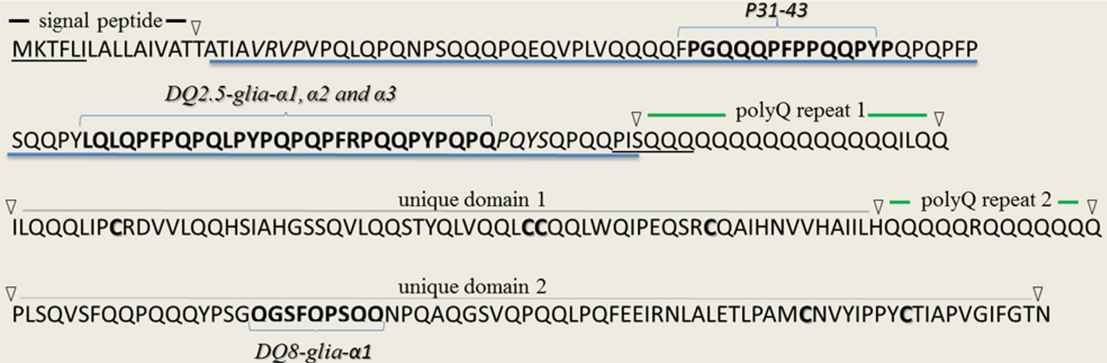 signal peptide P31-43
MKTFLILALLAIVATTATIAVRVPVPQLQPQNPSQQQPQEQVPLVQQQQFPGQQQPFPPQQPYPQPQPFP
DQ2.5-glia-α1, α2 and α3 polyQ repeat 1
SQQPYLQLQPFPQPQLPYPQPQPFRPQQPYPQPQPQYSQPQQPISQQQQQQQQQQQQQQQQQILQQ
unique domain 1 polyQ repeat 2
ILQQQLIPCRDVVLQQHSIAHGSSQVLQQSTYQLVQQLCCQQLWQIPEQSRCQAIHNVVHAIILHQQQQQRQQQQQQQ
unique domain 2
PLSQVSFQQPQQQYPSGQGSFQPSQQNPQAQGSVQPQQLPQFEEIRNLALETLPAMCNVYIPPYCTIAPVGIFGTN
DQ8-glia-α1